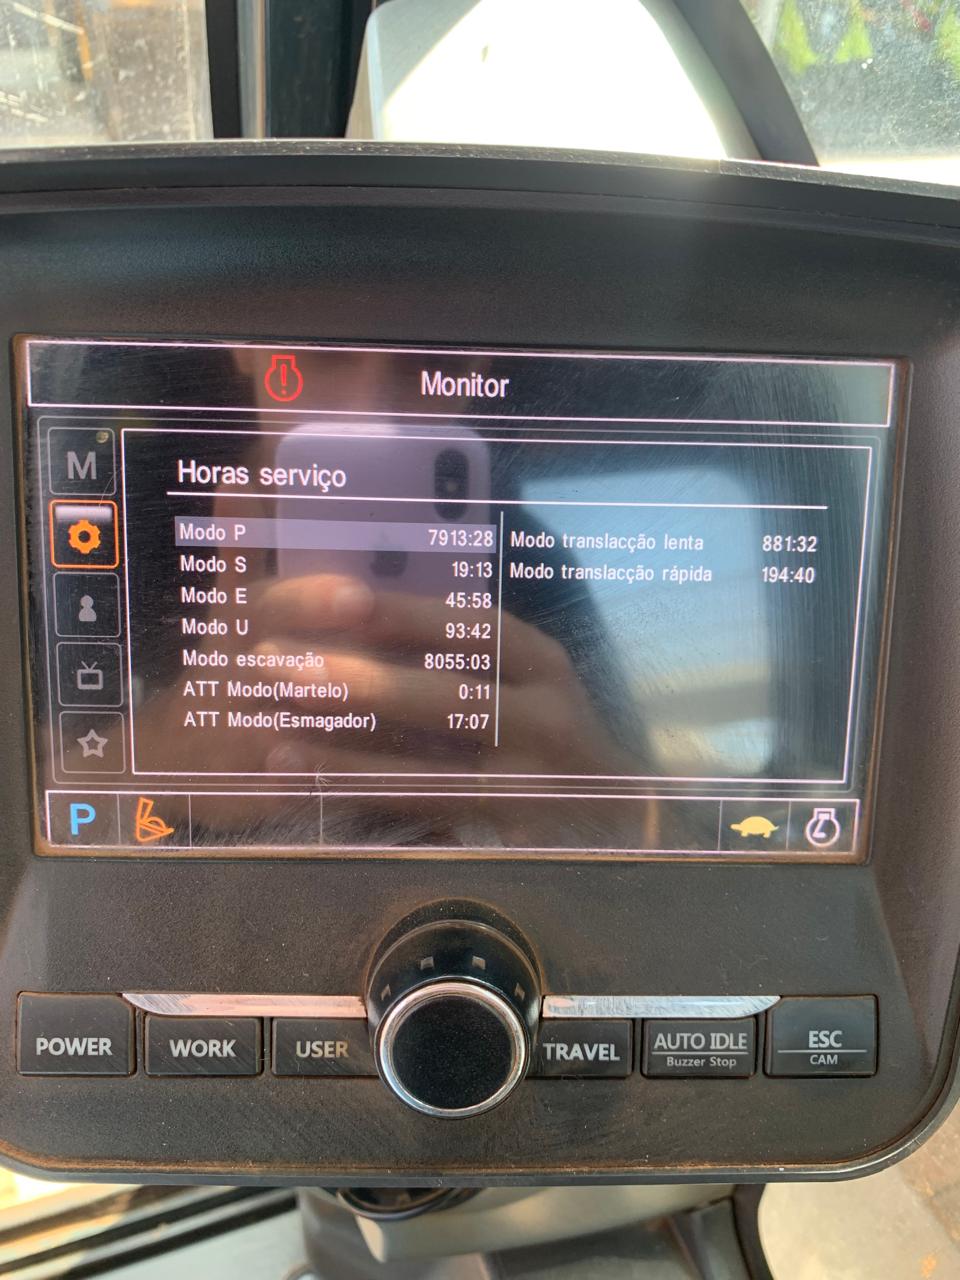 Monitor
M
Horas serviço
Modo P 7913:28
Modo S 19:13
Modo E 45:58
Modo U 93:42
Modo escavação 8055:03
ATT Modo(Martelo) 0:11
ATT Modo(Esmagador) 17:07
Modo translacção lenta 881:32
Modo translacção rápida 194:40
P
POWER
WORK
USER
TRAVEL
AUTO IDLE
Buzzer Stop
ESC
CAM